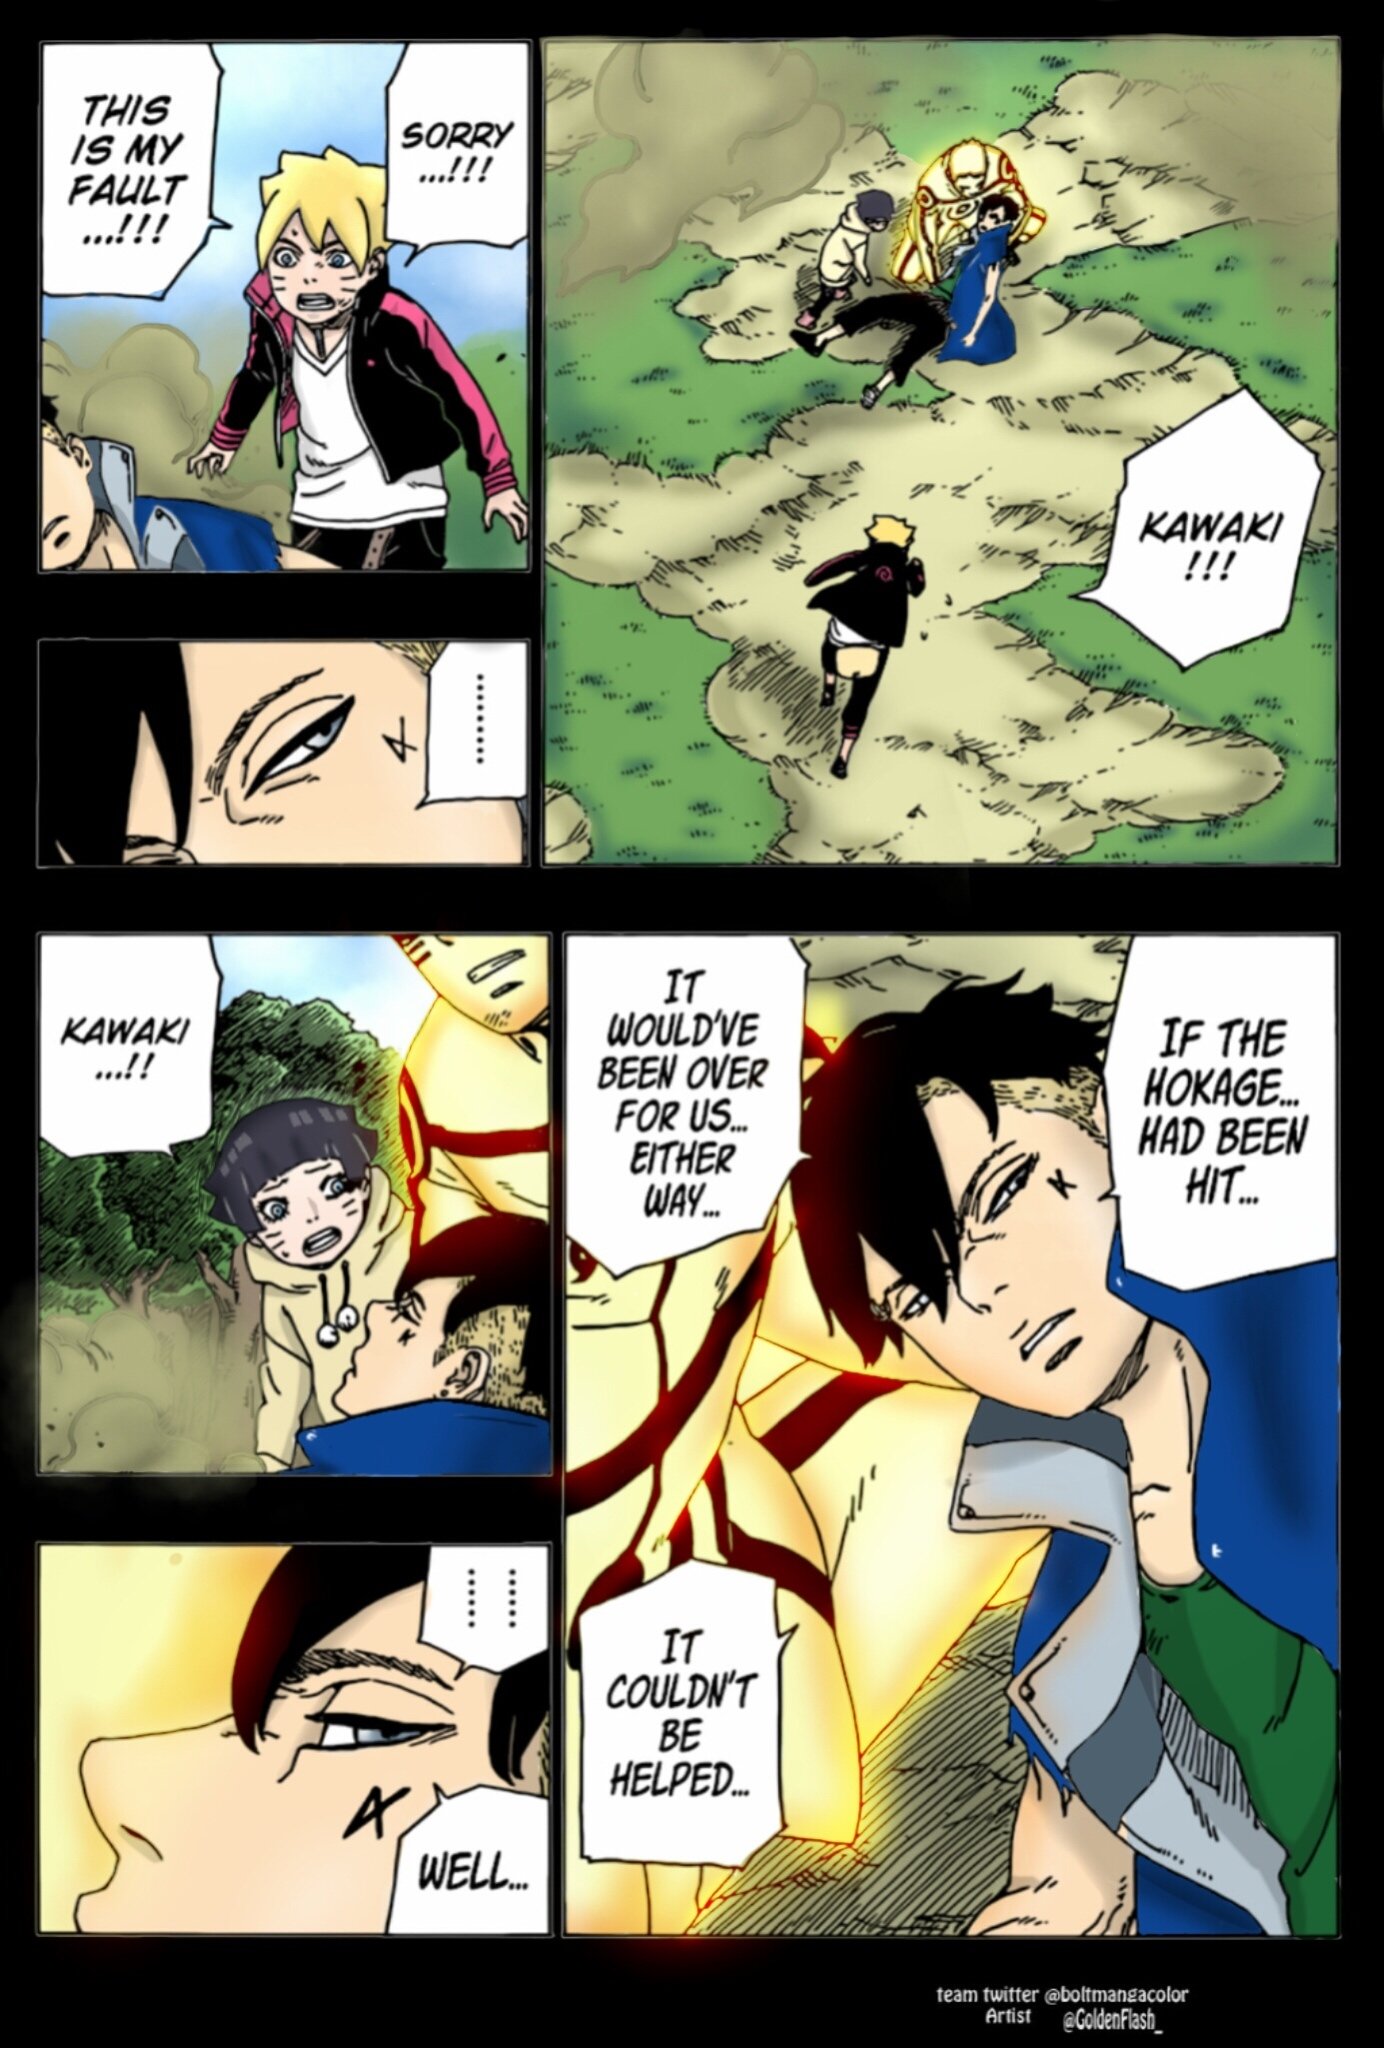 KAWAKI
!!!
SORRY
...!!!
THIS
IS MY
FAULT
...!!!
........
IF THE
HOKAGE...
HAD BEEN
HIT...
IT
WOULD'VE
BEEN OVER
FOR US...
EITHER
WAY...
IT
COULDN'T
BE
HELPED...
KAWAKI
...!!
......
......
WELL...
team twitter @boltmangacolor
Artist @GoldenFlash_